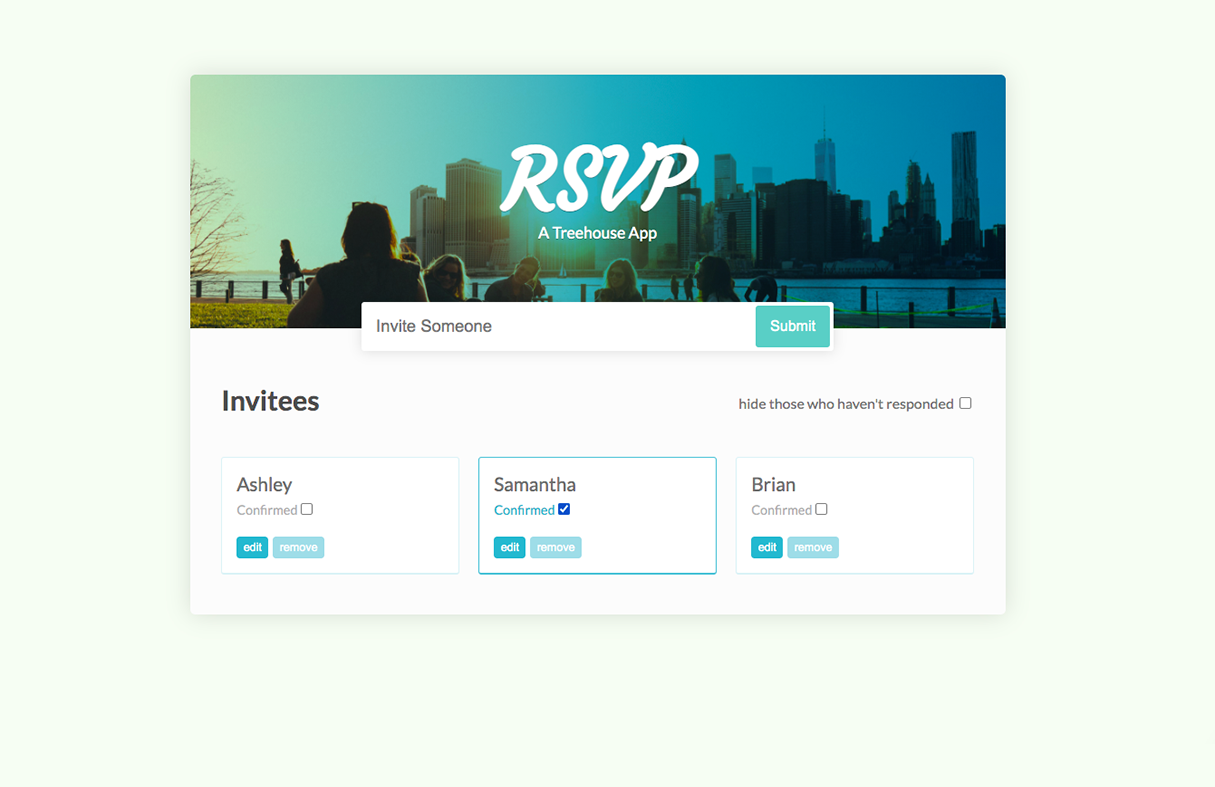 RSVP
A Treehouse App
Invite Someone Submit
Invitees hide those who haven't responded
Ashley Samantha Brian
Confirmed Confirmed Confirmed
edit remove edit remove edit remove